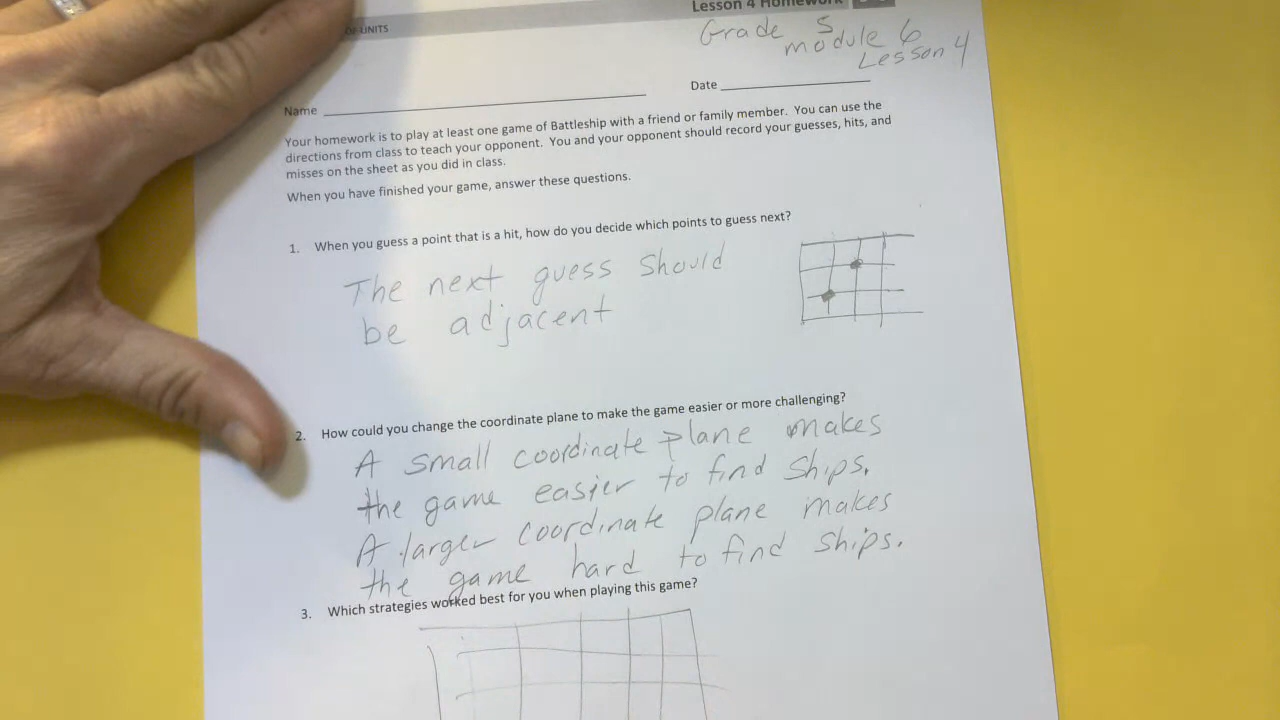 Lesson 4 Homework
OF UNITS
Grade 5
module 6
Lesson 4
Name
Date
Your homework is to play at least one game of Battleship with a friend or family member. You can use the
directions from class to teach your opponent. You and your opponent should record your guesses, hits, and
misses on the sheet as you did in class.
When you have finished your game, answer these questions.
1. When you guess a point that is a hit, how do you decide which points to guess next?
The next guess should
be adjacent
2. How could you change the coordinate plane to make the game easier or more challenging?
A small coordinate plane makes
the game easier to find ships.
A larger coordinate plane makes
the game hard to find ships.
3. Which strategies worked best for you when playing this game?